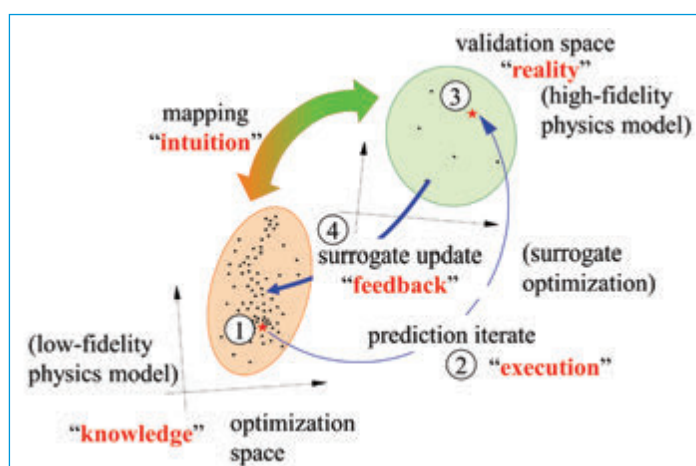 validation space
“reality”
(high-fidelity
physics model)
3
mapping
“intuition”
4
surrogate update
“feedback”
(surrogate
optimization)
1
prediction iterate
2 “execution”
(low-fidelity
physics model)
“knowledge”
optimization
space